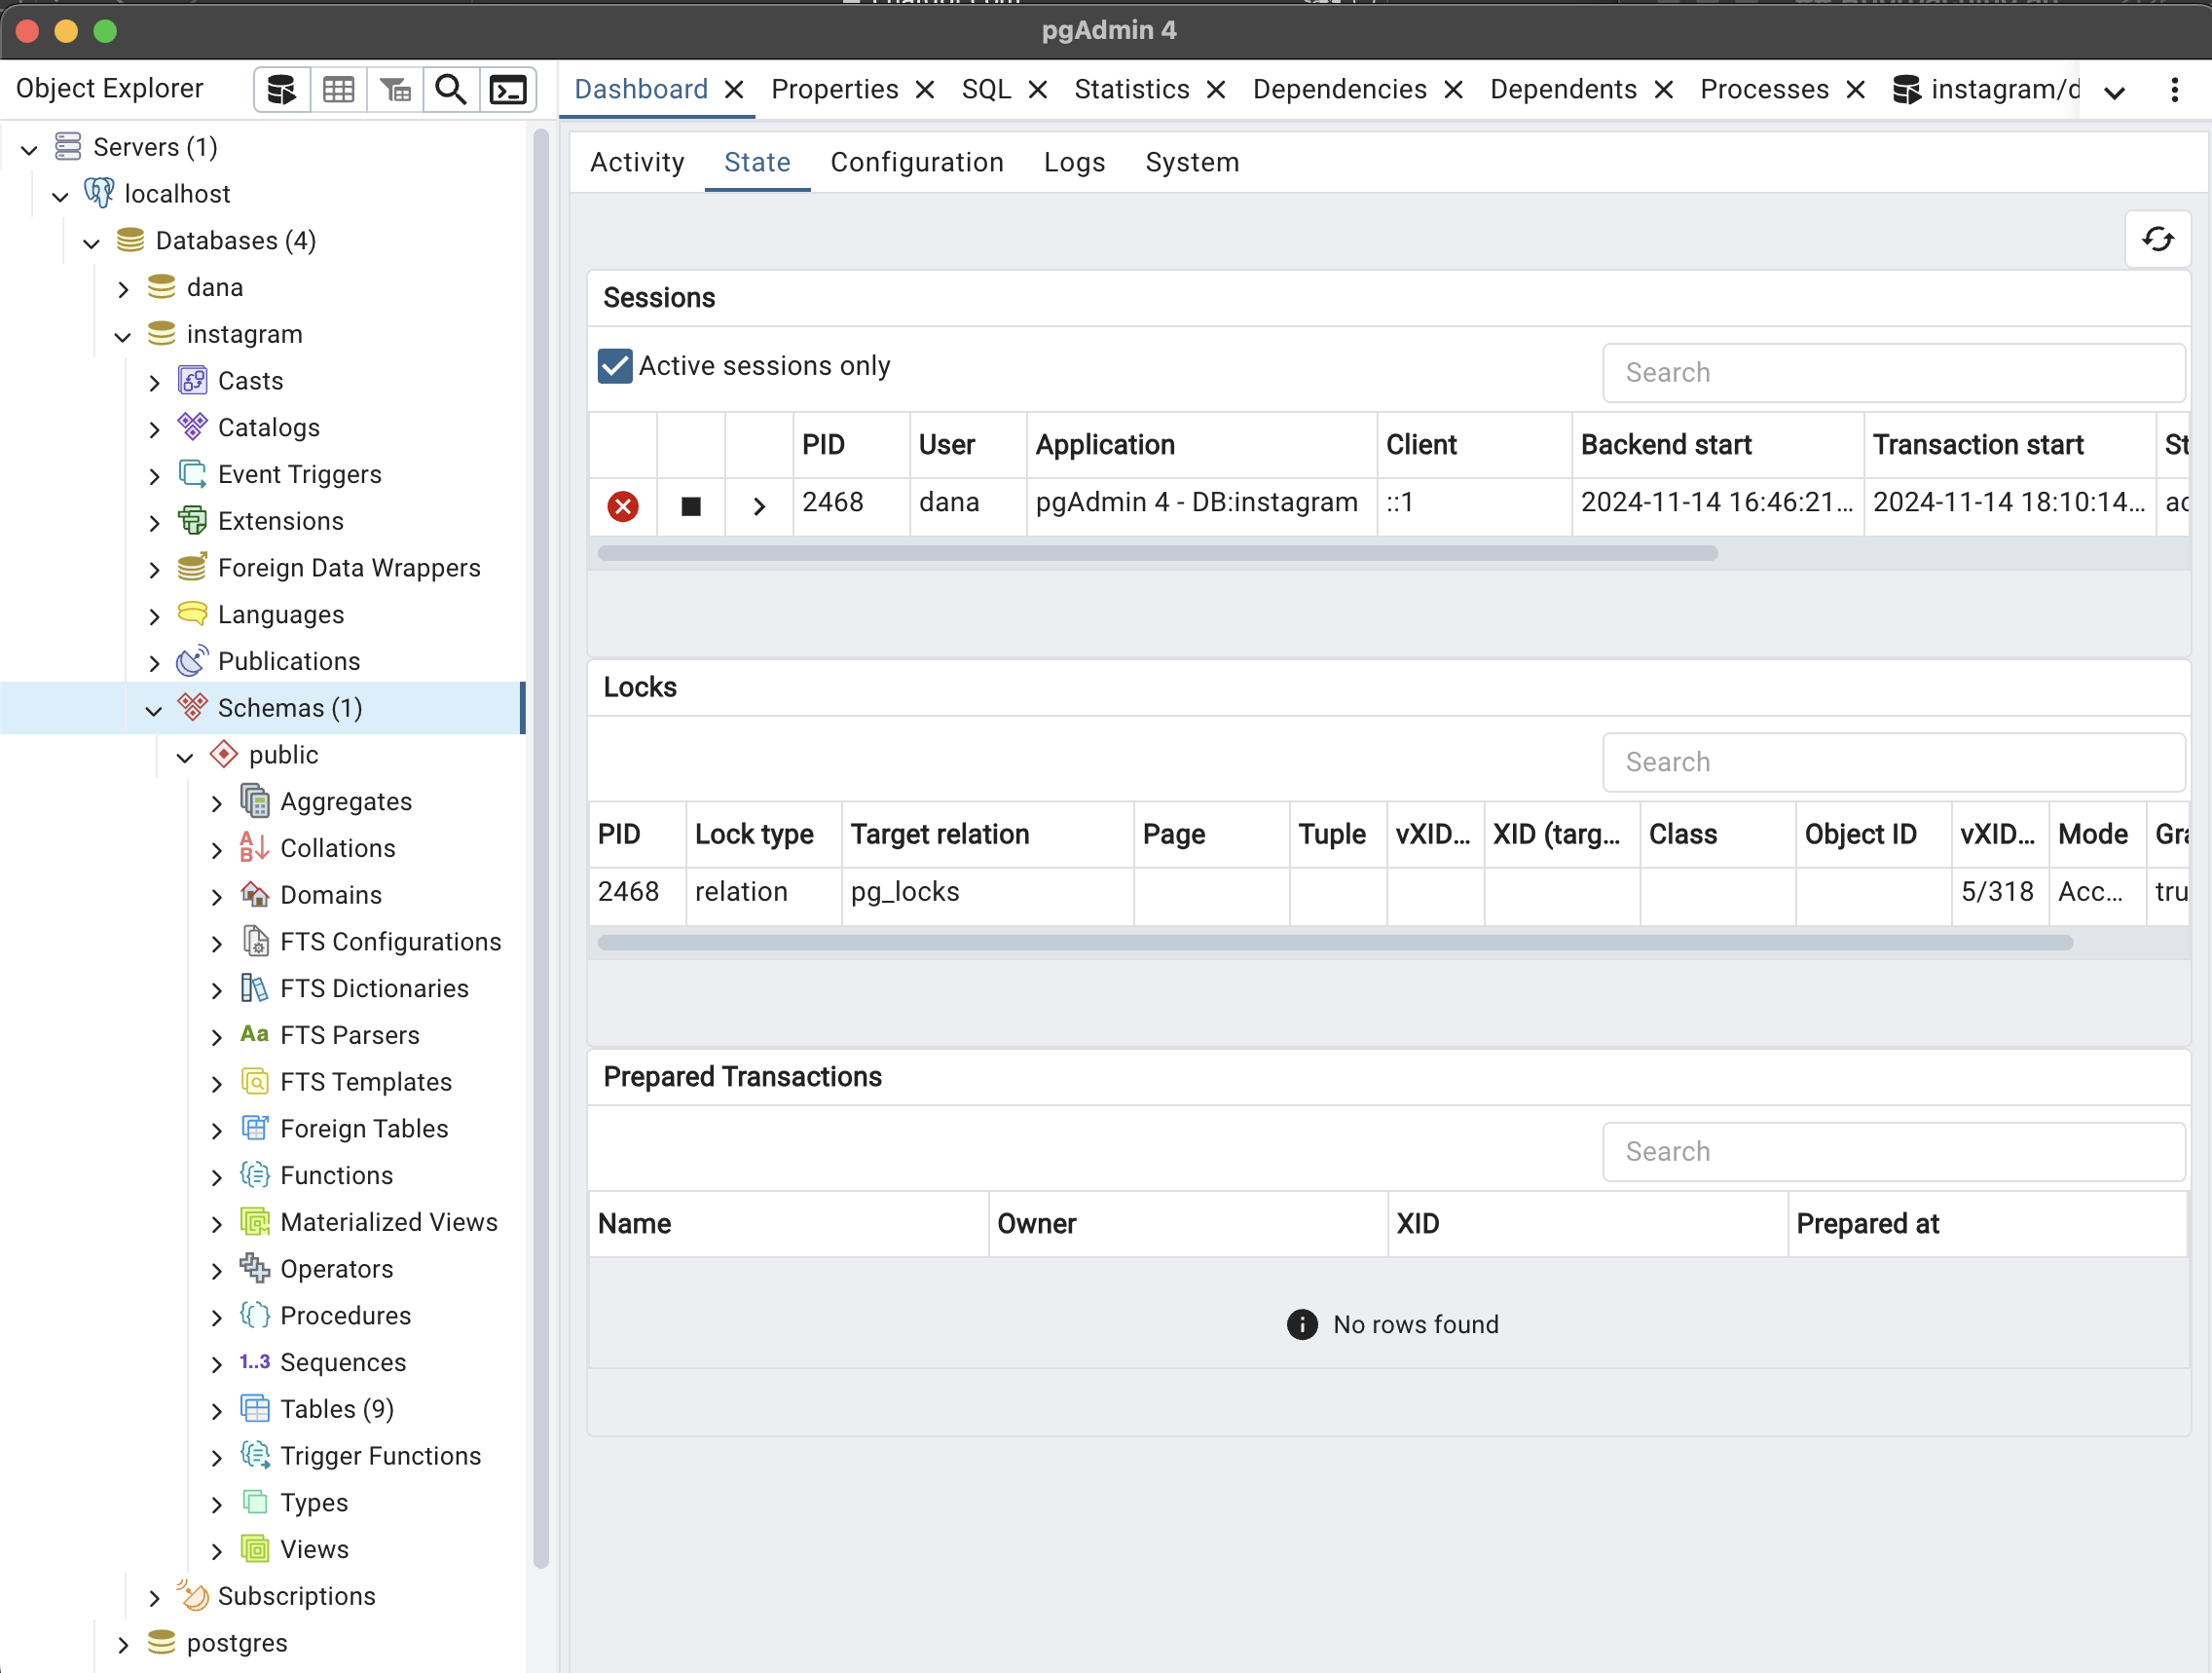 pgAdmin 4
Object Explorer
Dashboard
Properties
SQL
Statistics
Dependencies
Dependents
Processes
instagram/d
Servers (1)
localhost
Databases (4)
dana
instagram
Casts
Catalogs
Event Triggers
Extensions
Foreign Data Wrappers
Languages
Publications
Schemas (1)
public
Aggregates
Collations
Domains
FTS Configurations
FTS Dictionaries
Aa FTS Parsers
FTS Templates
Foreign Tables
Functions
Materialized Views
Operators
Procedures
1..3 Sequences
Tables (9)
Trigger Functions
Types
Views
Subscriptions
postgres
Activity State Configuration Logs System
Sessions
Active sessions only
Search
PID User Application Client Backend start Transaction start St
2468 dana pgAdmin 4 - DB:instagram ::1 2024-11-14 16:46:21... 2024-11-14 18:10:14... ac
Locks
Search
PID Lock type Target relation Page Tuple vXID... XID (targ... Class Object ID vXID... Mode Gra
2468 relation pg_locks 5/318 Acc... tru
Prepared Transactions
Search
Name Owner XID Prepared at
No rows found